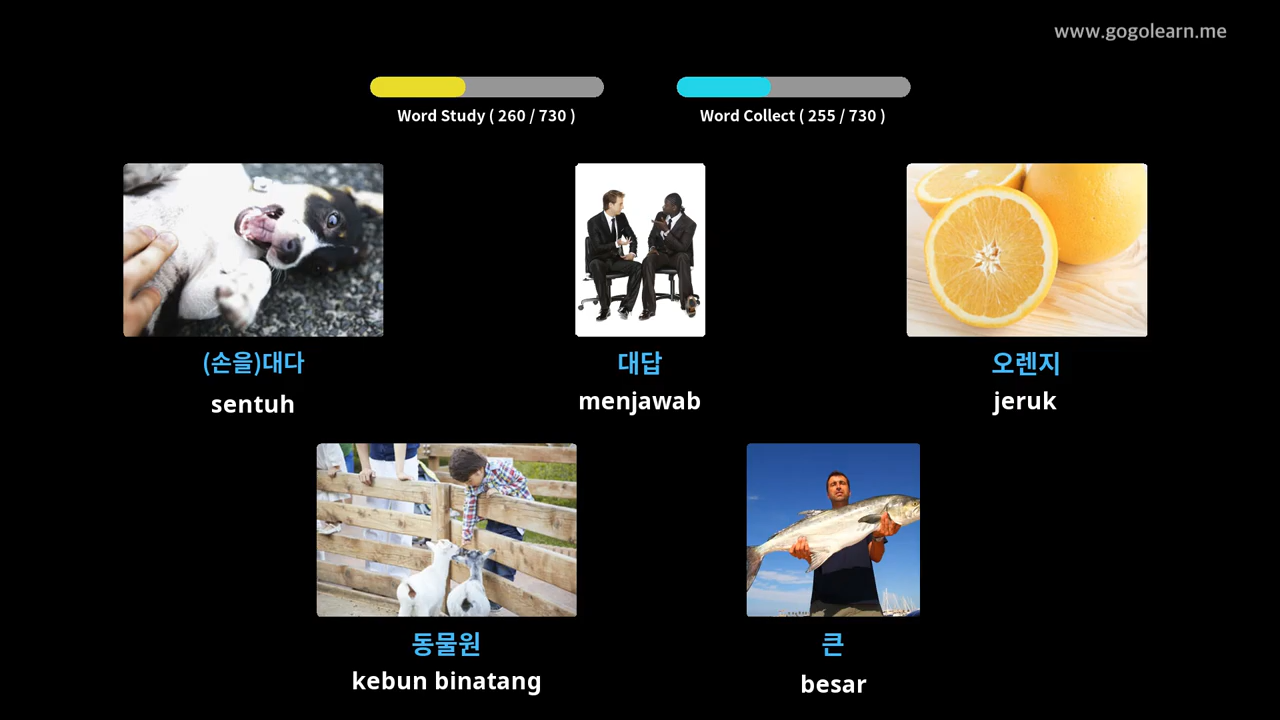 www.gogolearn.me
Word Study ( 260 / 730 )
Word Collect ( 255 / 730 )
(손을)대다
sentuh
대답
menjawab
오렌지
jeruk
동물원
kebun binatang
큰
besar